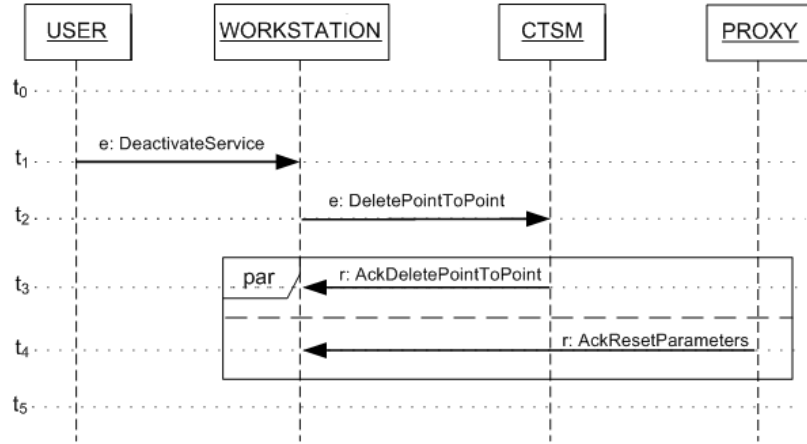 USER
WORKSTATION
CTSM
PROXY
t0
t1
e: DeactivateService
t2
e: DeletePointToPoint
par
t3
r: AckDeletePointToPoint
t4
r: AckResetParameters
t5